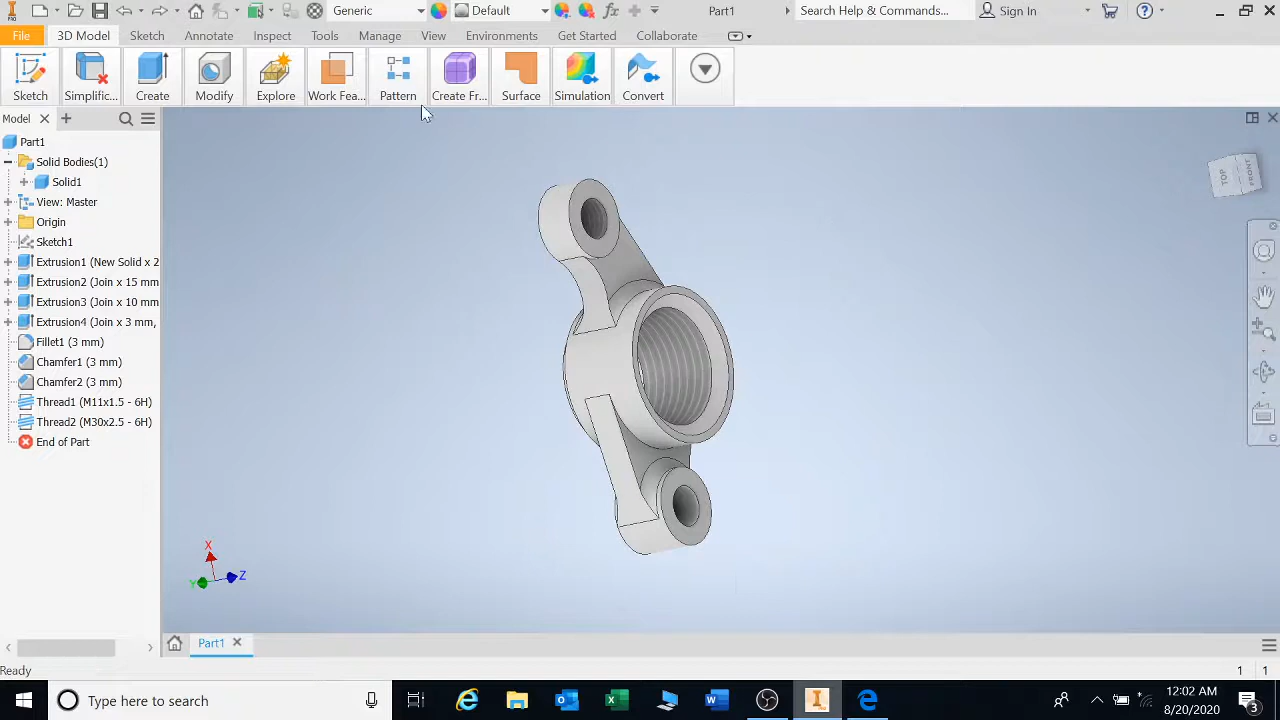 Generic
Default
Part1
Search Help & Commands...
Sign In
File
3D Model
Sketch
Annotate
Inspect
Tools
Manage
View
Environments
Get Started
Collaborate
Sketch
Simplific...
Create
Modify
Explore
Work Fea...
Pattern
Create Fr...
Surface
Simulation
Convert
Model
Part1
Solid Bodies(1)
Solid1
View: Master
Origin
Sketch1
Extrusion1 (New Solid x 2
Extrusion2 (Join x 15 mm
Extrusion3 (Join x 10 mm
Extrusion4 (Join x 3 mm,
Fillet1 (3 mm)
Chamfer1 (3 mm)
Chamfer2 (3 mm)
Thread1 (M11x1.5 - 6H)
Thread2 (M30x2.5 - 6H)
End of Part
TOP
FRONT
X
Y
Z
Part1
Ready
1
1
Type here to search
12:02 AM
8/20/2020
3